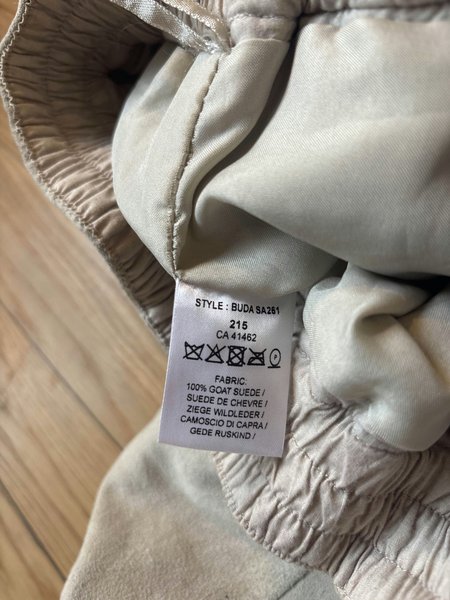 STYLE : BUDA SA261
215
CA 41462
P
FABRIC:
100% GOAT SUEDE /
SUEDE DE CHEVRE /
ZIEGE WILDLEDER /
CAMOSCIO DI CAPRA /
GEDE RUSKIND /